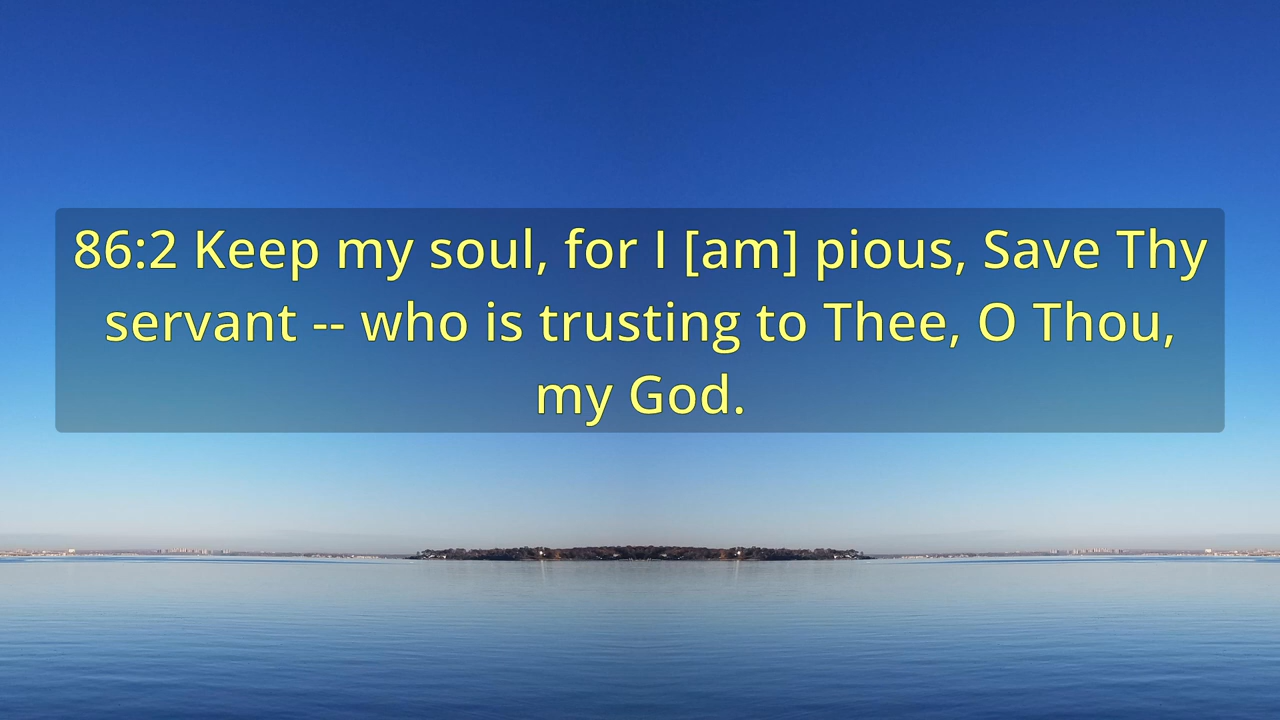 86:2 Keep my soul, for I [am] pious, Save Thy
servant -- who is trusting to Thee, O Thou,
my God.